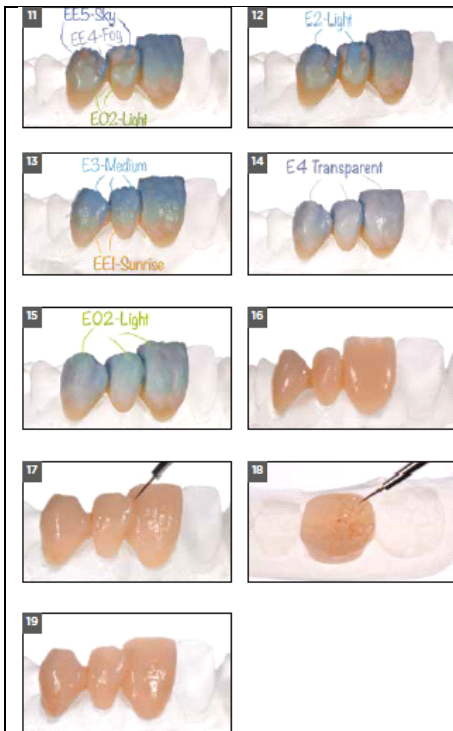 11
EE5-Sky
EE4-Fog
EO2-Light
12
E2-Light
13
E3-Medium
EE1-Sunrise
14
E4 Transparent
15
EO2-Light
16
17
18
19